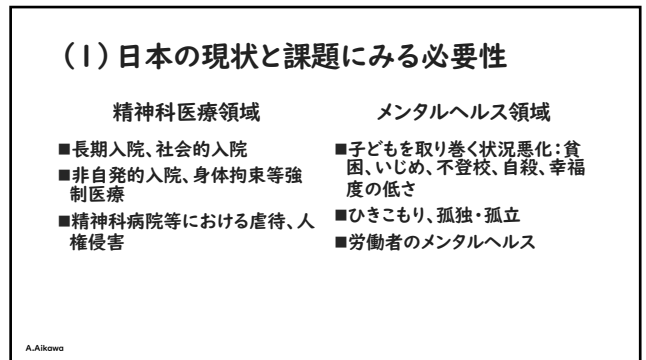 (1)日本の現状と課題にみる必要性
精神科医療領域
■長期入院、社会的入院
■非自発的入院、身体拘束等強
制医療
■精神科病院等における虐待、人
権侵害
メンタルヘルス領域
■子どもを取り巻く状況悪化:貧
困、いじめ、不登校、自殺、幸福
度の低さ
■ひきこもり、孤独・孤立
■労働者のメンタルヘルス
A.Aikawa